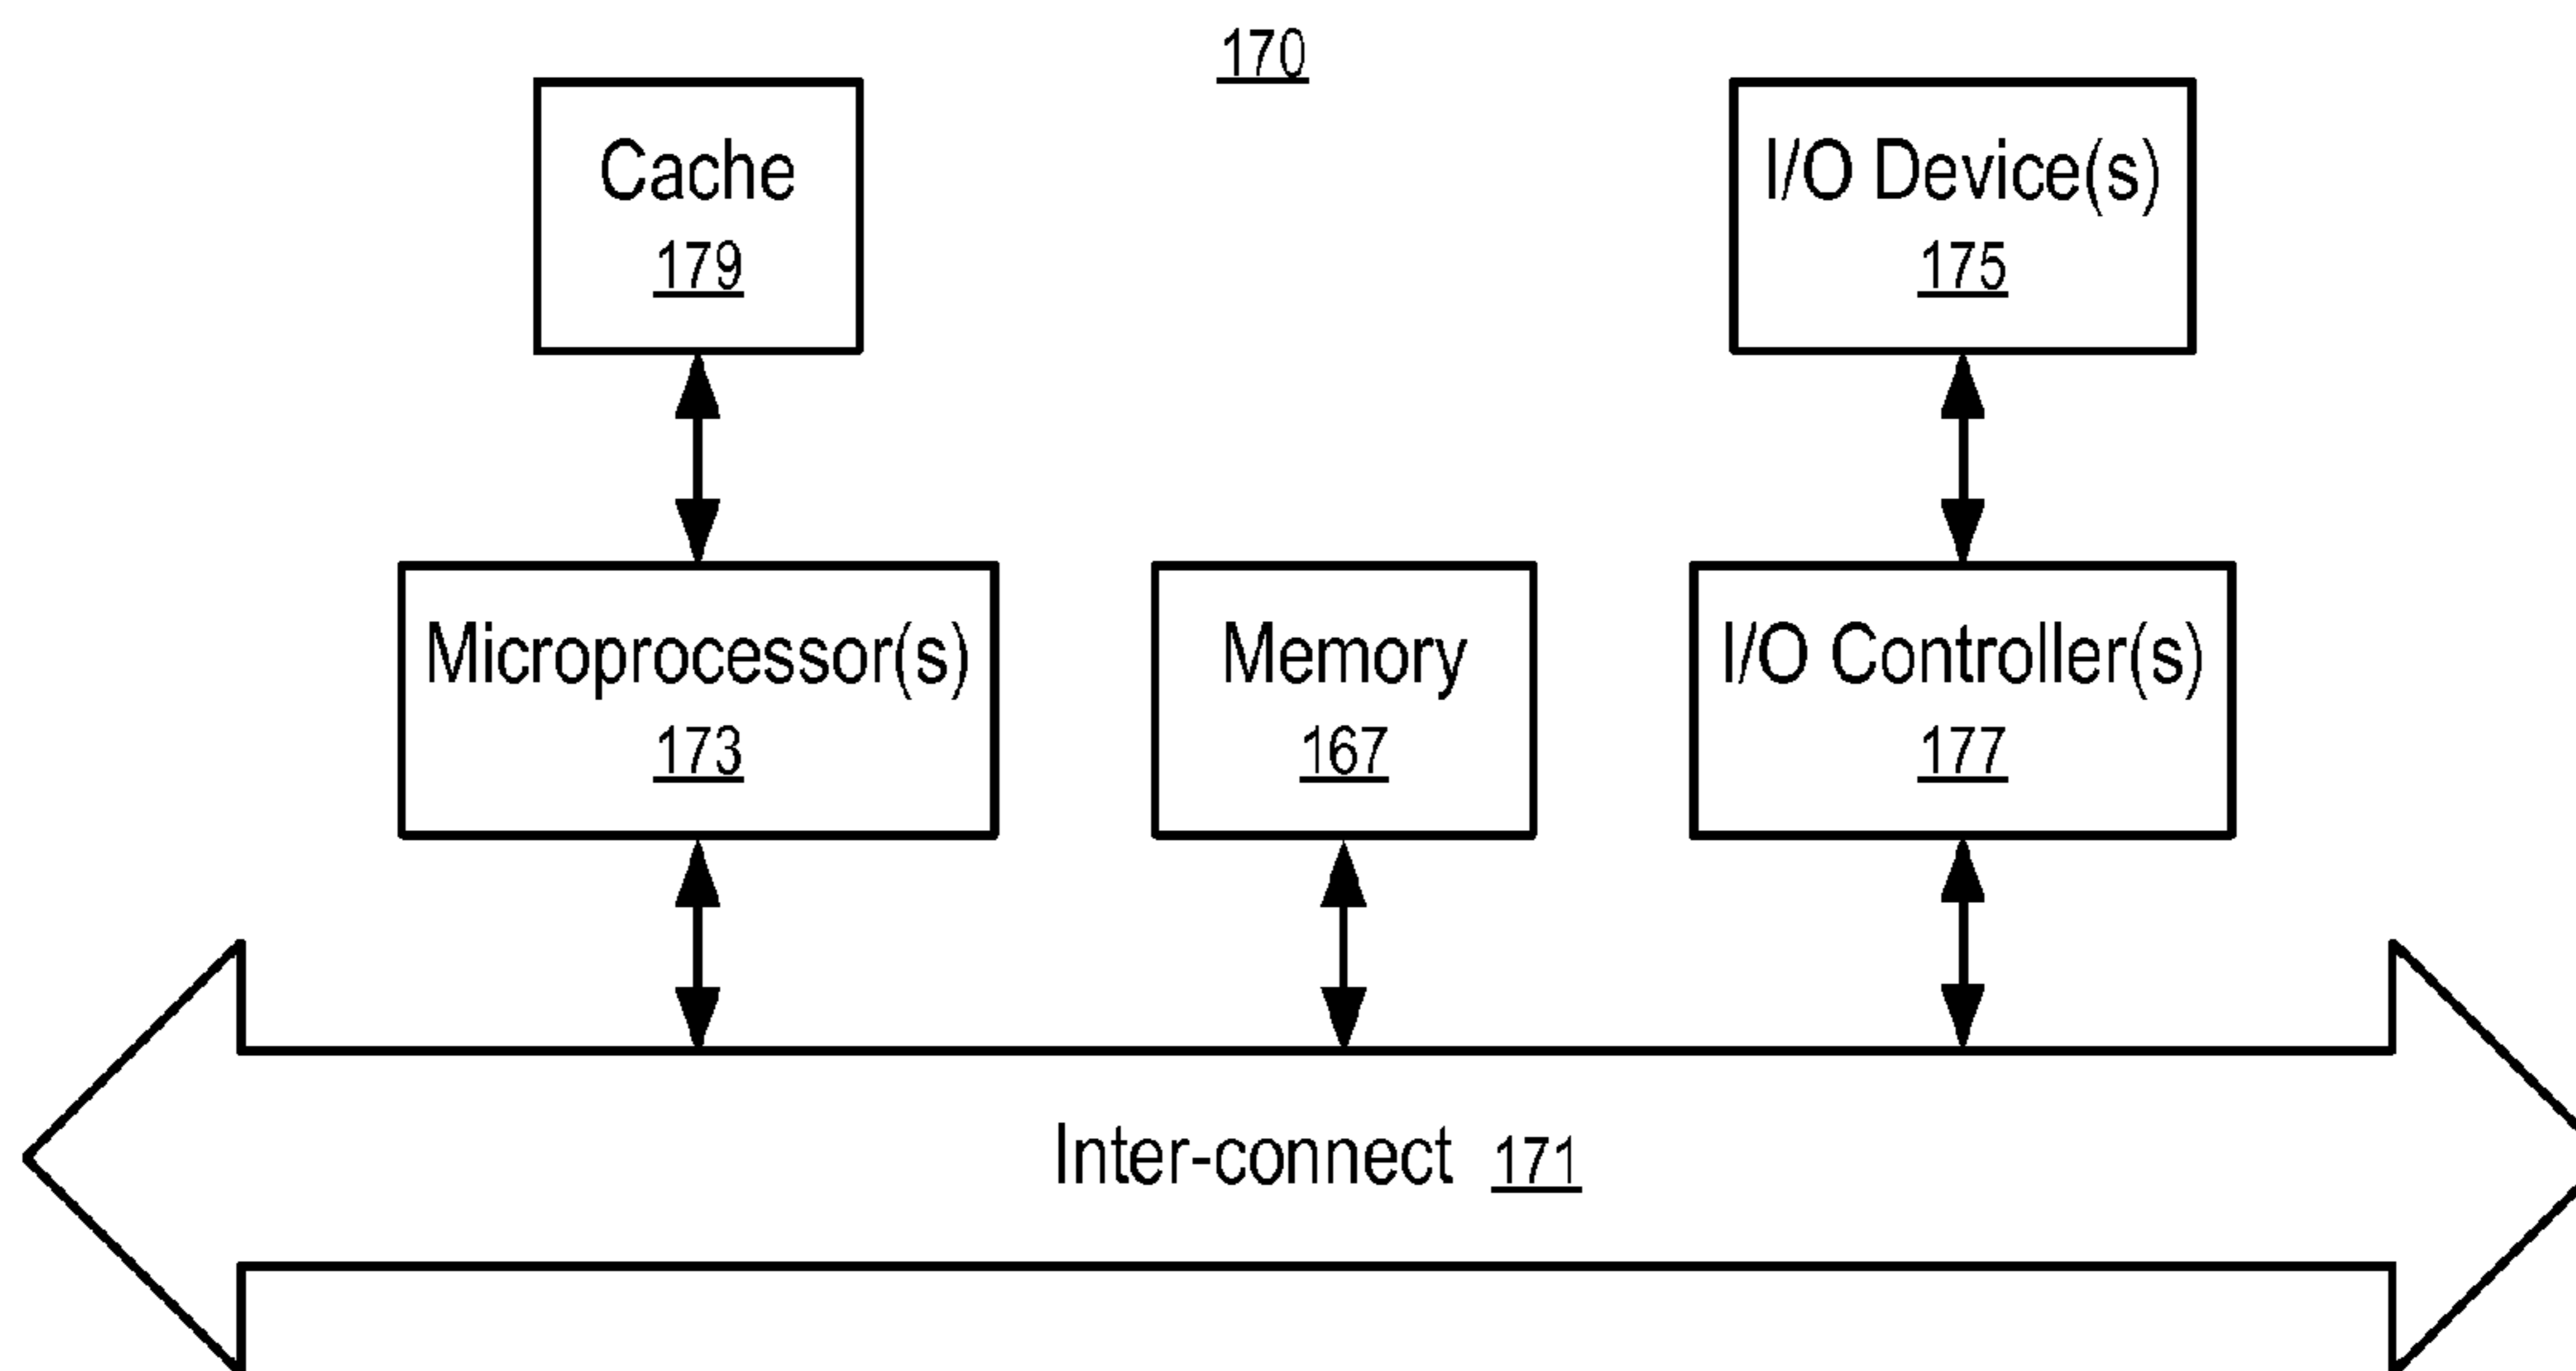 170
Cache
179
I/O Device(s)
175
Microprocessor(s)
173
Memory
167
I/O Controller(s)
177
Inter-connect 171